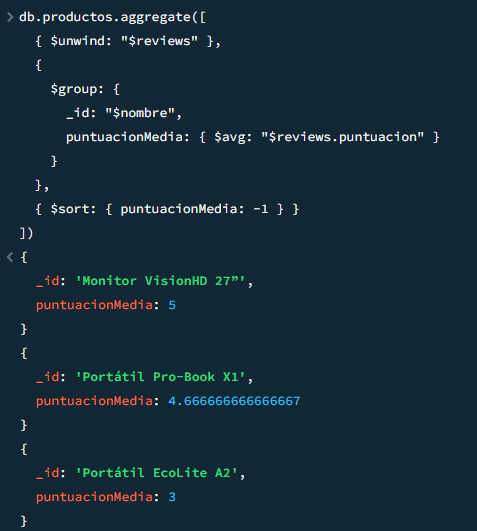 > db.productos.aggregate([
{ $unwind: "$reviews" },
{
$group: {
_id: "$nombre",
puntuacionMedia: { $avg: "$reviews.puntuacion" }
}
},
{ $sort: { puntuacionMedia: -1 } }
])
< {
_id: 'Monitor VisionHD 27”',
puntuacionMedia: 5
}
{
_id: 'Portátil Pro-Book X1',
puntuacionMedia: 4.666666666666667
}
{
_id: 'Portátil EcoLite A2',
puntuacionMedia: 3
}